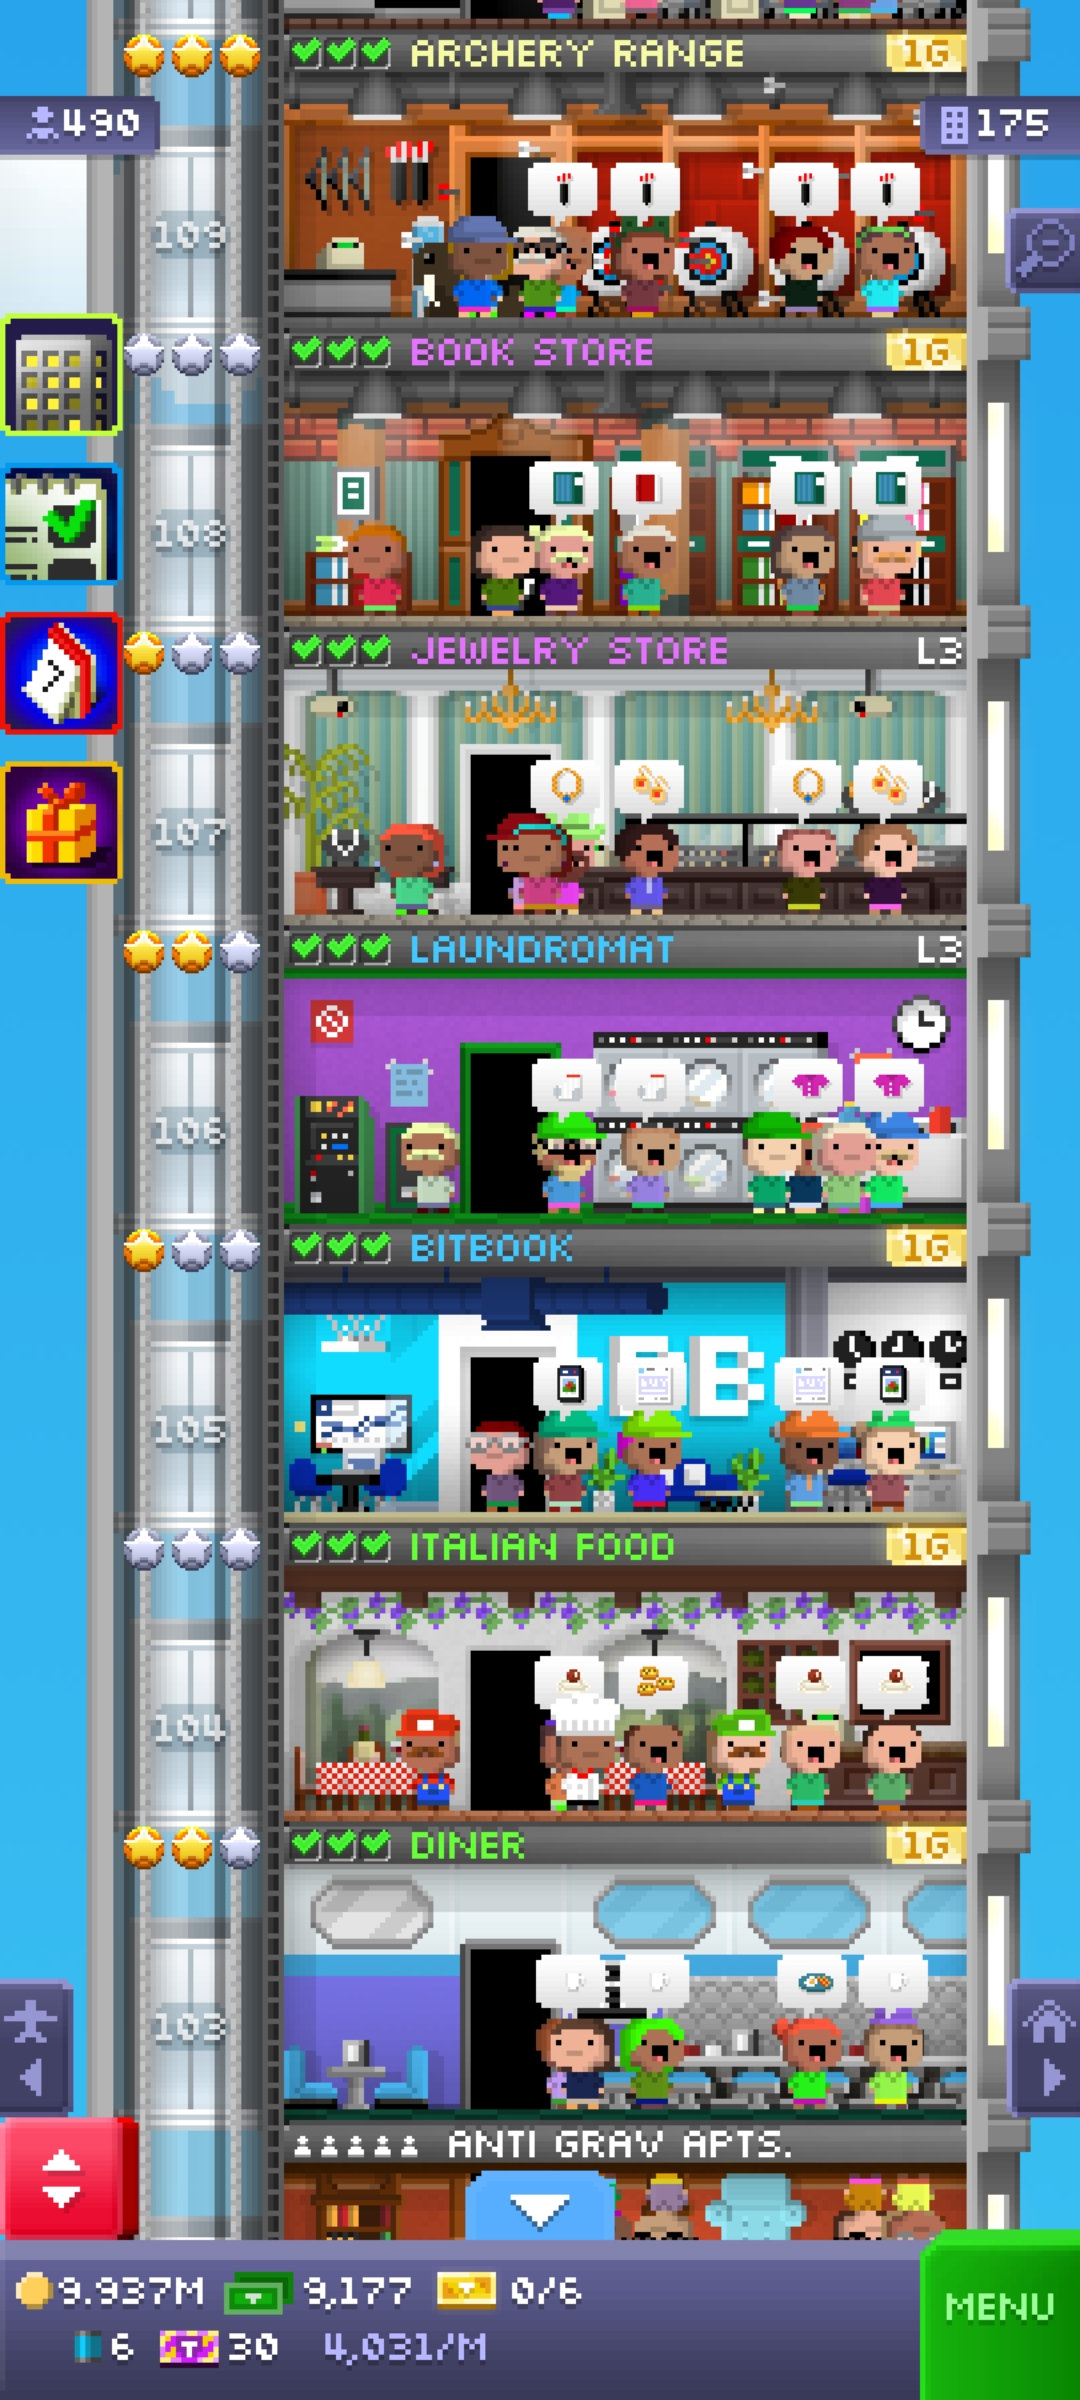 ARCHERY RANGE 1G
490
175
109
BOOK STORE 1G
108
JEWELRY STORE L3
107
LAUNDROMAT L3
106
BITBOOK 1G
B
105
ITALIAN FOOD 1G
104
DINER 1G
103
ANTI GRAV APTS.
9.937M 9,177 0/6
6 30 4,031/M
MENU